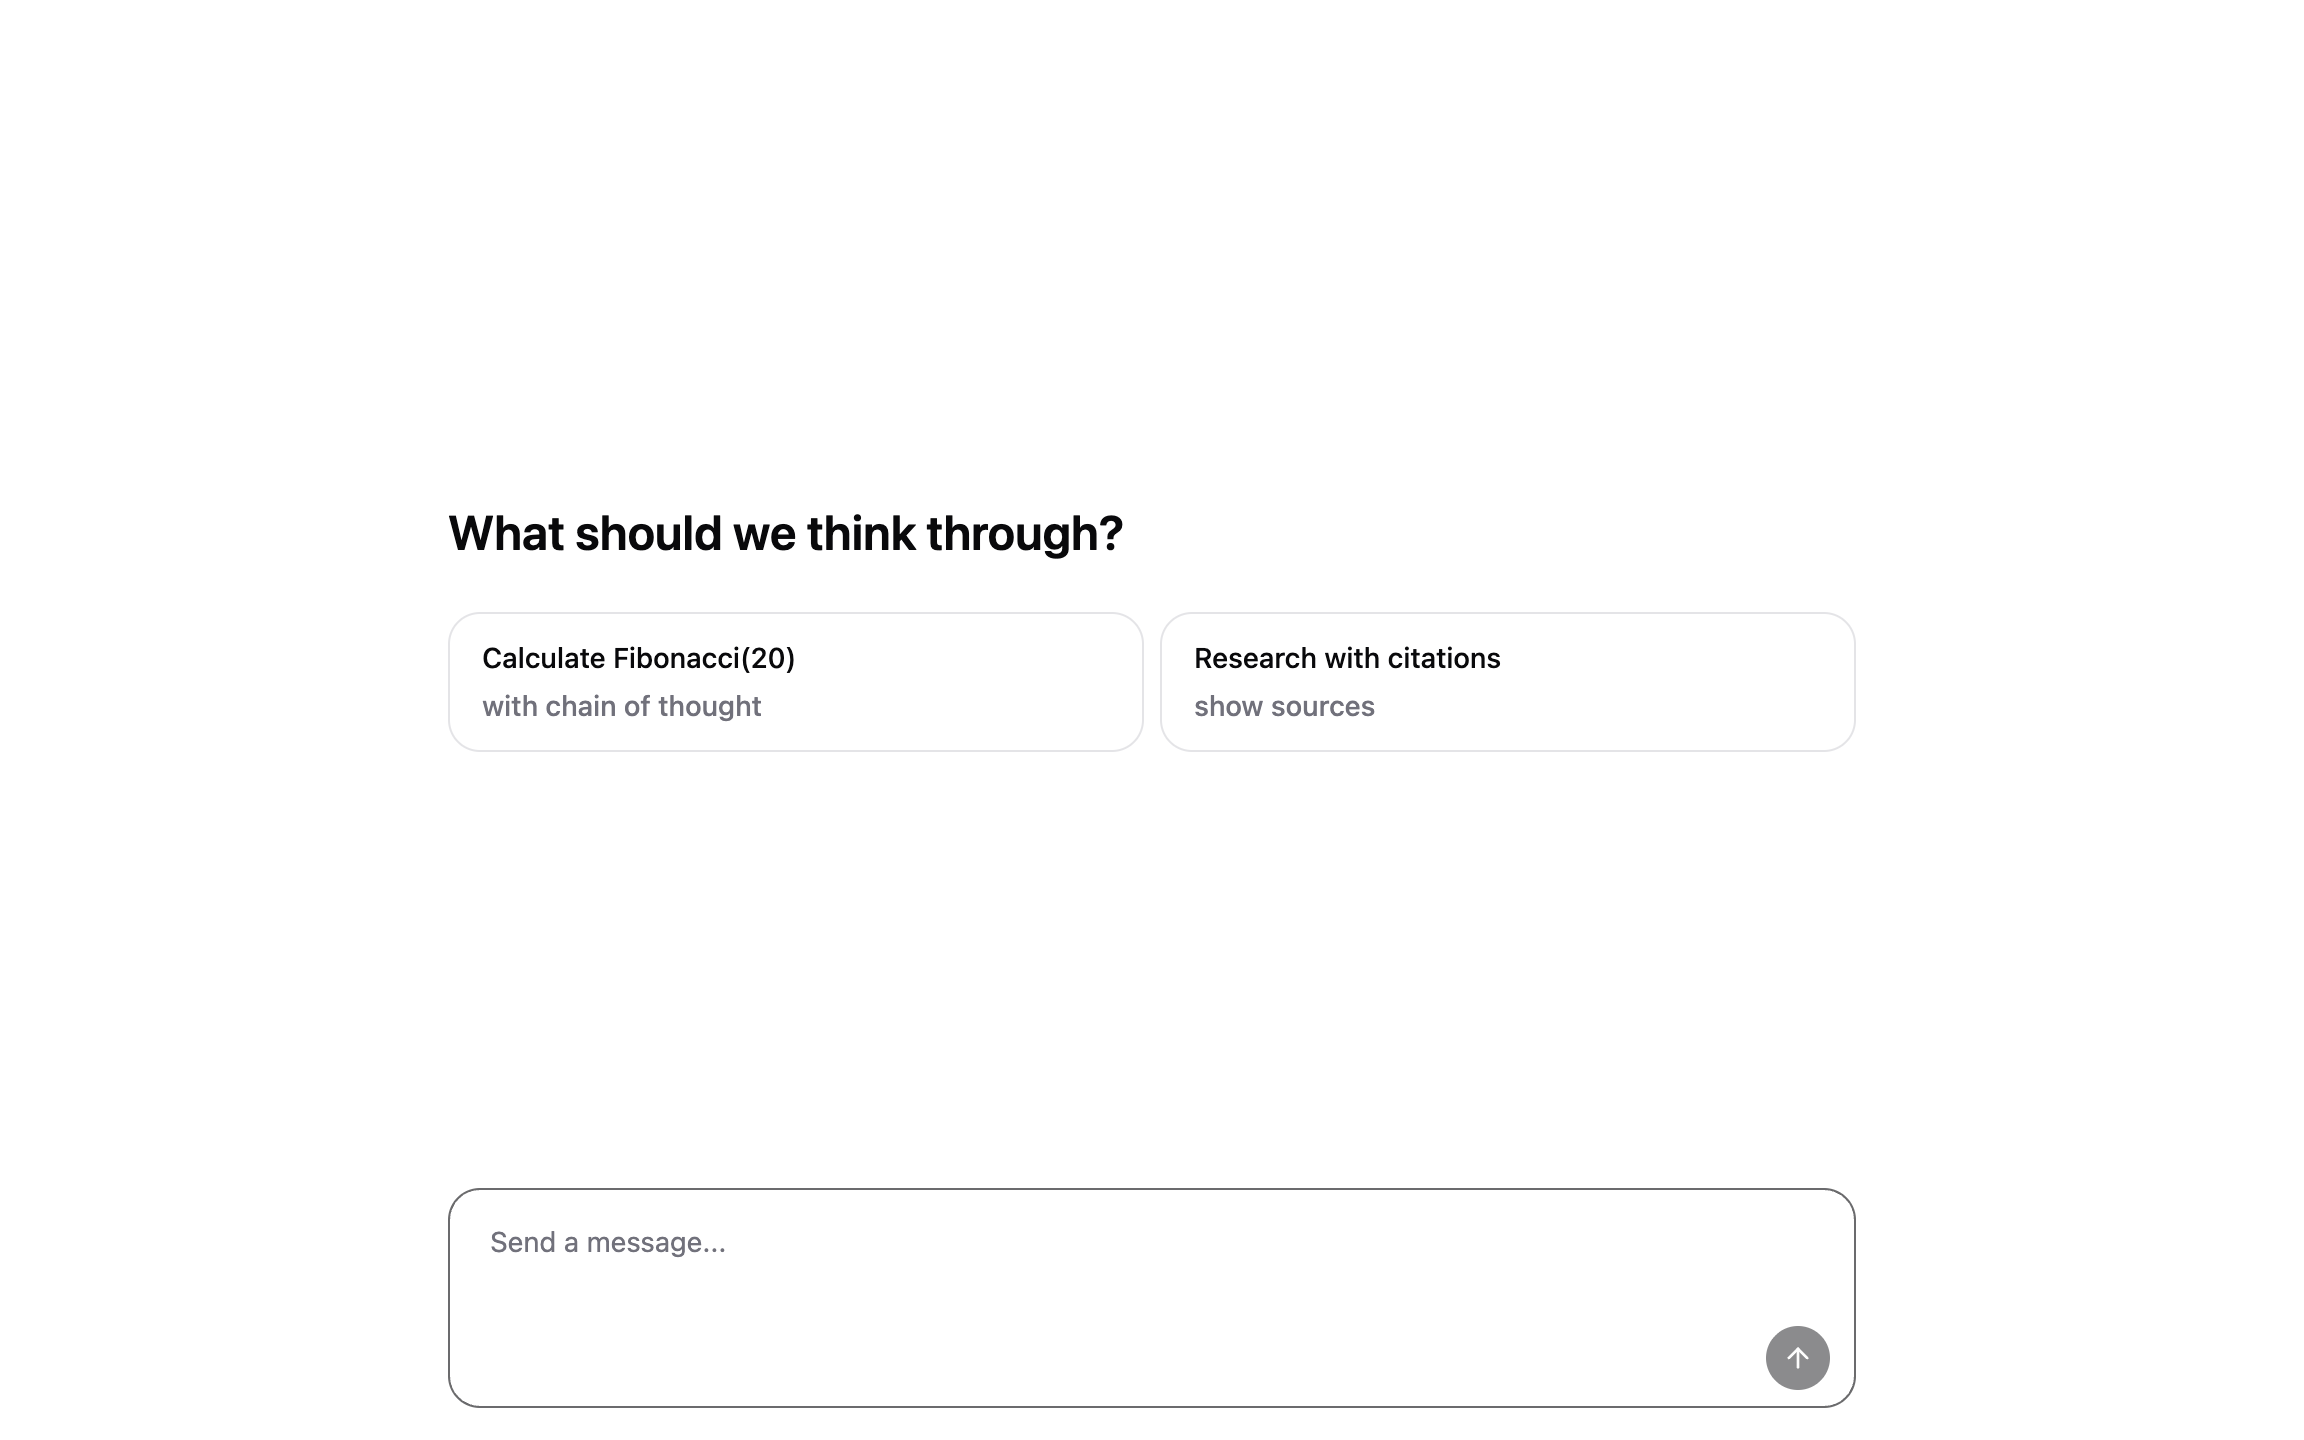 What should we think through?
Calculate Fibonacci(20)
with chain of thought
Research with citations
show sources
Send a message...